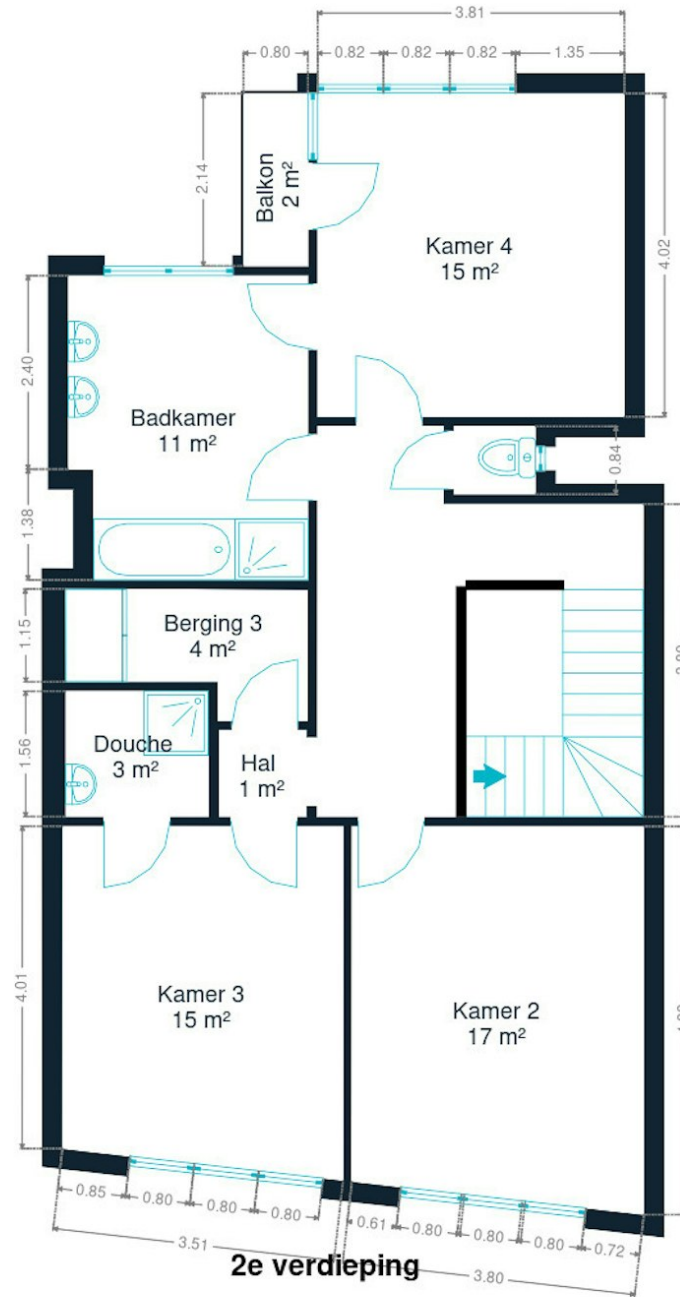 3.81
0.80
0.82
0.82
0.82
1.35
2.14
Balkon
2 m²
Kamer 4
15 m²
4.02
2.40
Badkamer
11 m²
0.84
1.38
Berging 3
4 m²
1.15
Douche
3 m²
Hal
1 m²
1.56
Kamer 3
15 m²
Kamer 2
17 m²
4.01
0.85
0.80
0.80
0.80
0.61
0.80
0.80
0.80
0.72
3.51
3.80
2e verdieping